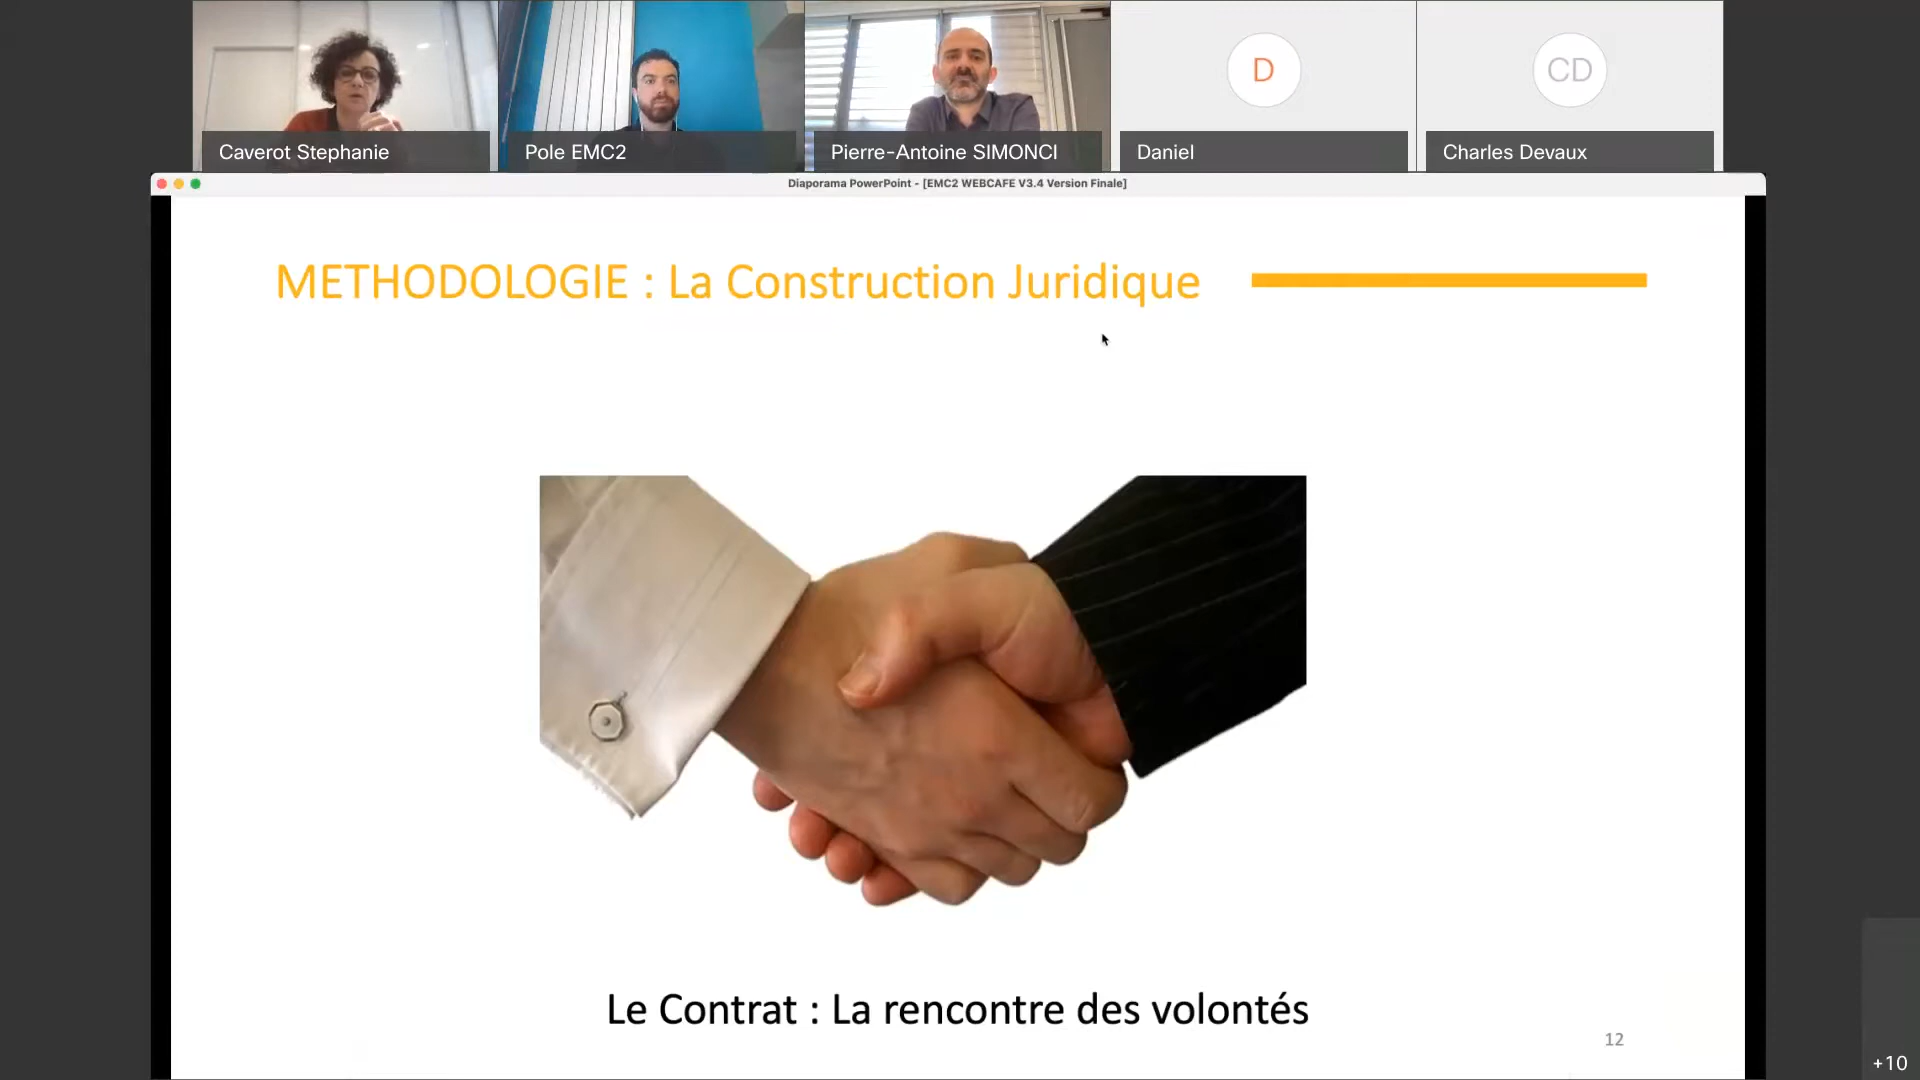 Caverot Stephanie
Pole EMC2
Pierre-Antoine SIMONCI
D
Daniel
CD
Charles Devaux
Diaporama PowerPoint - [EMC2 WEBCAFE V3.4 Version Finale]
METHODOLOGIE : La Construction Juridique
Le Contrat : La rencontre des volontés
12
+10